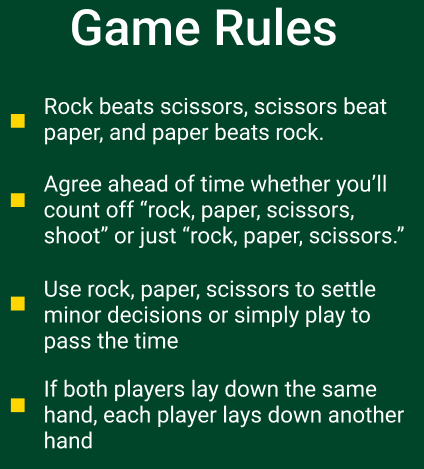 Game Rules
Rock beats scissors, scissors beat
paper, and paper beats rock.
Agree ahead of time whether you’ll
count off “rock, paper, scissors,
shoot” or just “rock, paper, scissors.”
Use rock, paper, scissors to settle
minor decisions or simply play to
pass the time
If both players lay down the same
hand, each player lays down another
hand